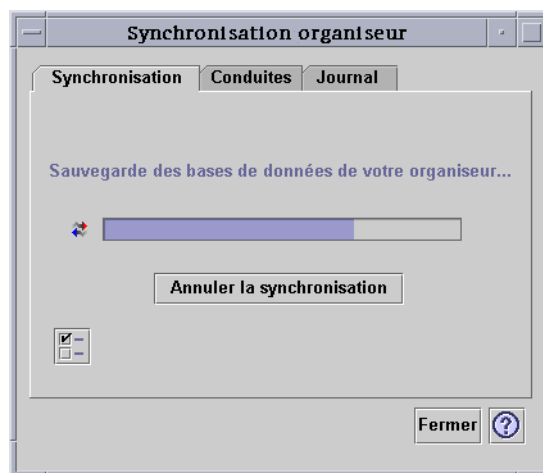 Synchronisation organiseur
Synchronisation Conduites Journal
Sauvegarde des bases de données de votre organiseur...
Annuler la synchronisation
Fermer ?